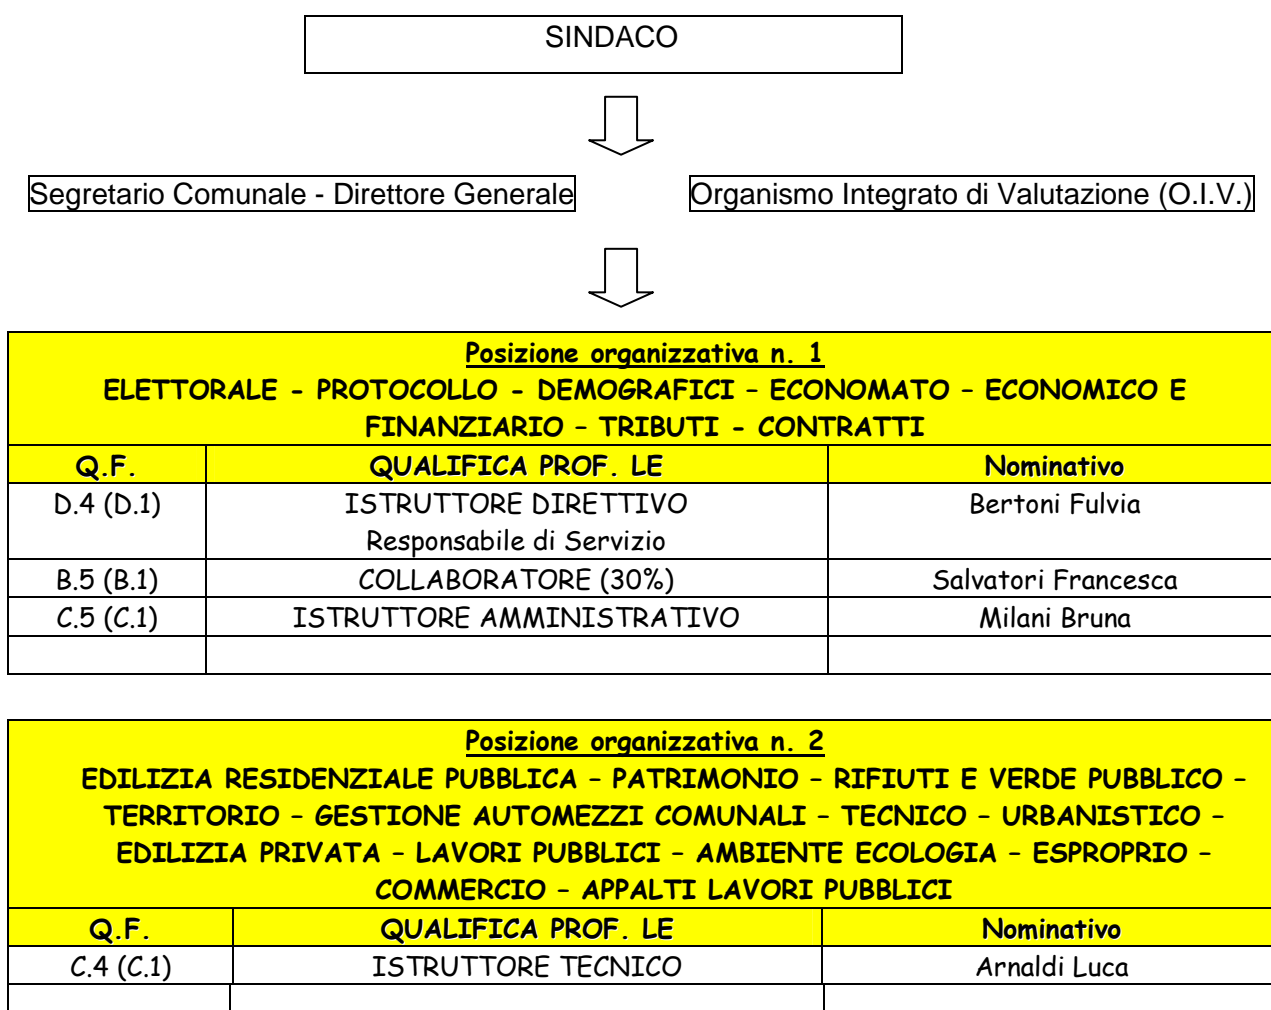 SINDACO
Segretario Comunale - Direttore Generale
Organismo Integrato di Valutazione (O.I.V.)
Posizione organizzativa n. 1
ELETTORALE - PROTOCOLLO - DEMOGRAFICI – ECONOMATO – ECONOMICO E
FINANZIARIO – TRIBUTI - CONTRATTI
Q.F. QUALIFICA PROF. LE Nominativo
D.4 (D.1) ISTRUTTORE DIRETTIVO Bertoni Fulvia
Responsabile di Servizio
B.5 (B.1) COLLABORATORE (30%) Salvatori Francesca
C.5 (C.1) ISTRUTTORE AMMINISTRATIVO Milani Bruna
Posizione organizzativa n. 2
EDILIZIA RESIDENZIALE PUBBLICA – PATRIMONIO – RIFIUTI E VERDE PUBBLICO –
TERRITORIO – GESTIONE AUTOMEZZI COMUNALI – TECNICO – URBANISTICO –
EDILIZIA PRIVATA – LAVORI PUBBLICI – AMBIENTE ECOLOGIA – ESPROPRIO –
COMMERCIO – APPALTI LAVORI PUBBLICI
Q.F. QUALIFICA PROF. LE Nominativo
C.4 (C.1) ISTRUTTORE TECNICO Arnaldi Luca